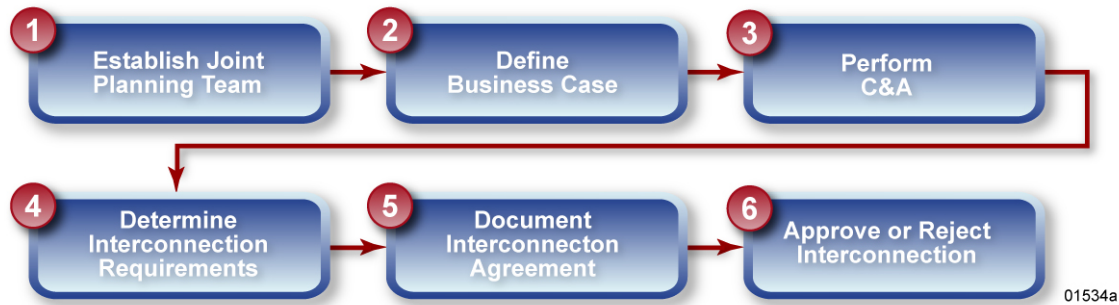 1
Establish Joint
Planning Team
2
Define
Business Case
3
Perform
C&A
4
Determine
Interconnection
Requirements
5
Document
Interconnecton
Agreement
6
Approve or Reject
Interconnection
01534a